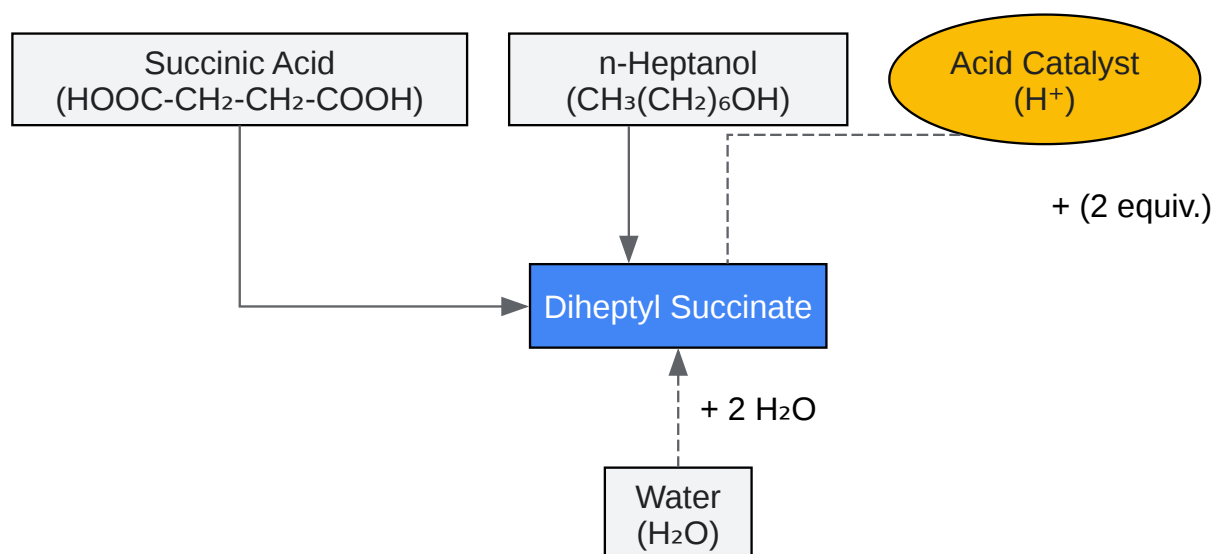 Succinic Acid
(HOOC-CH₂-CH₂-COOH)
n-Heptanol
(CH₃(CH₂)₆OH)
Acid Catalyst
(H⁺)
+ (2 equiv.)
Diheptyl Succinate
+ 2 H₂O
Water
(H₂O)